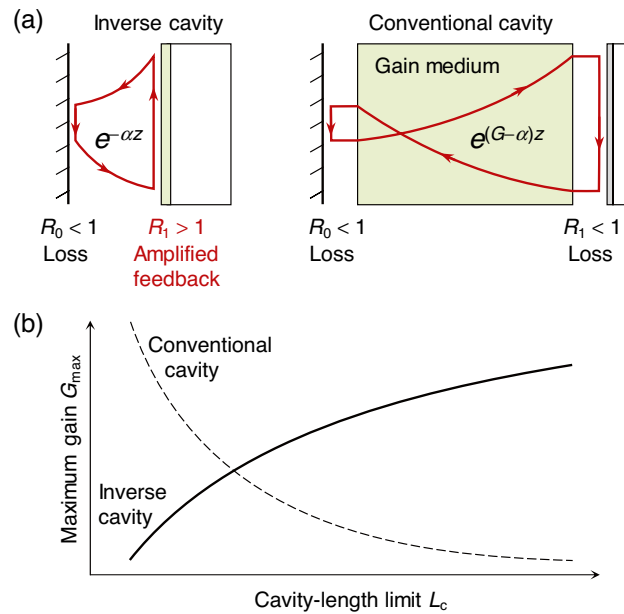 (a)
Inverse cavity
Conventional cavity
Gain medium
e^{−αz}
e^{(G−α)z}
R₀ < 1
Loss
R₁ > 1
Amplified
feedback
R₀ < 1
Loss
R₁ < 1
Loss
(b)
Maximum gain Gₘₐₓ
Conventional
cavity
Inverse
cavity
Cavity-length limit L_c